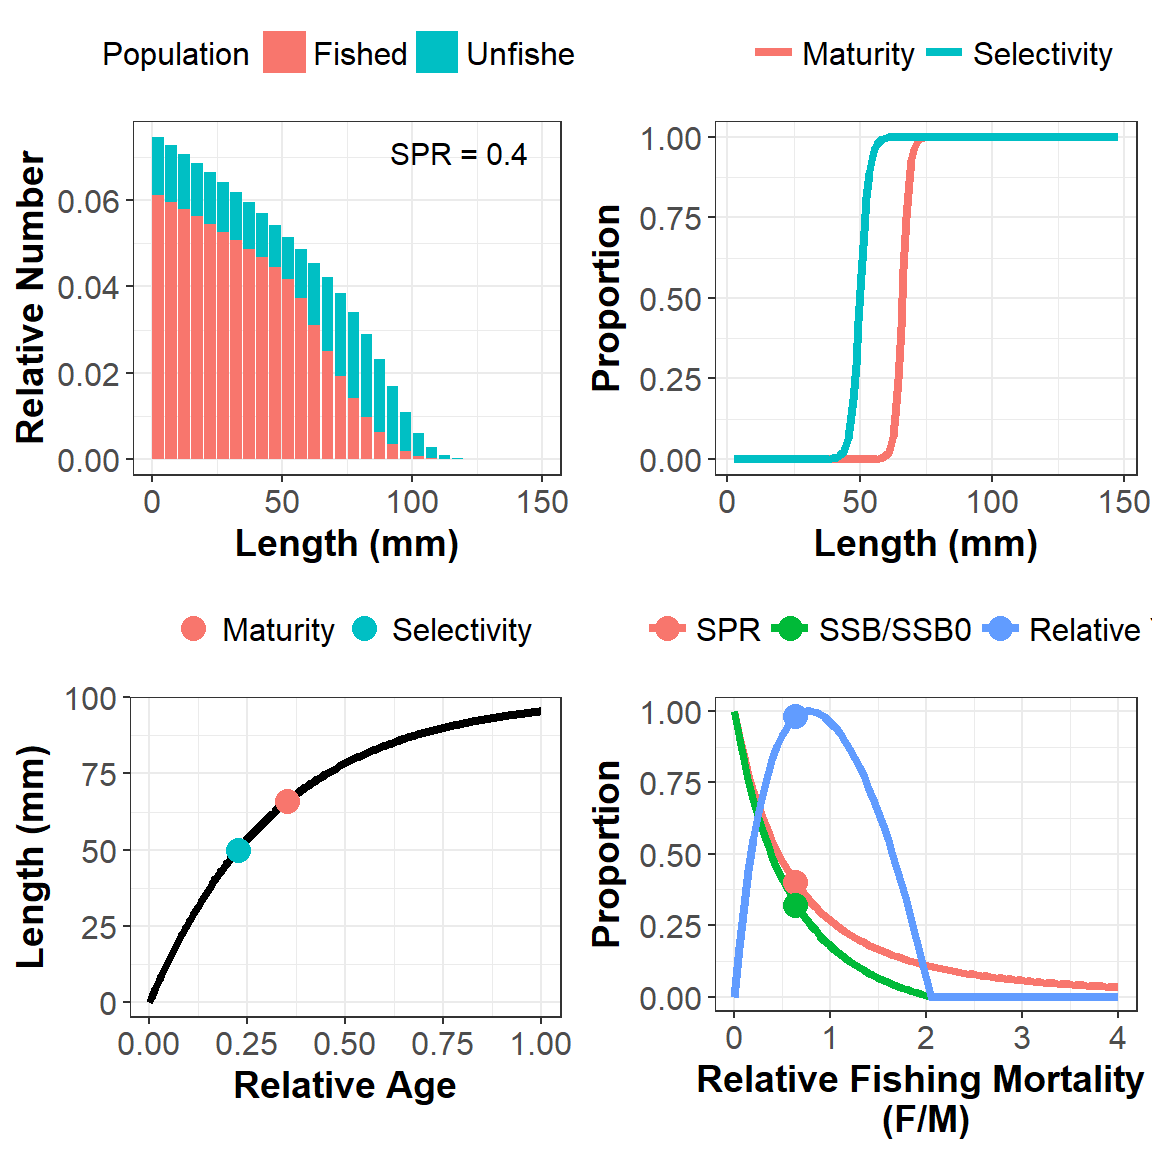 Population Fished Unfishe
SPR = 0.4
Relative Number
0.06
0.04
0.02
0.00
0 50 100 150
Length (mm)
Maturity Selectivity
Proportion
1.00
0.75
0.50
0.25
0.00
0 50 100 150
Length (mm)
Maturity Selectivity
Length (mm)
100
75
50
25
0
0.00 0.25 0.50 0.75 1.00
Relative Age
SPR SSB/SSB0 Relative
Proportion
1.00
0.75
0.50
0.25
0.00
0 1 2 3 4
Relative Fishing Mortality
(F/M)